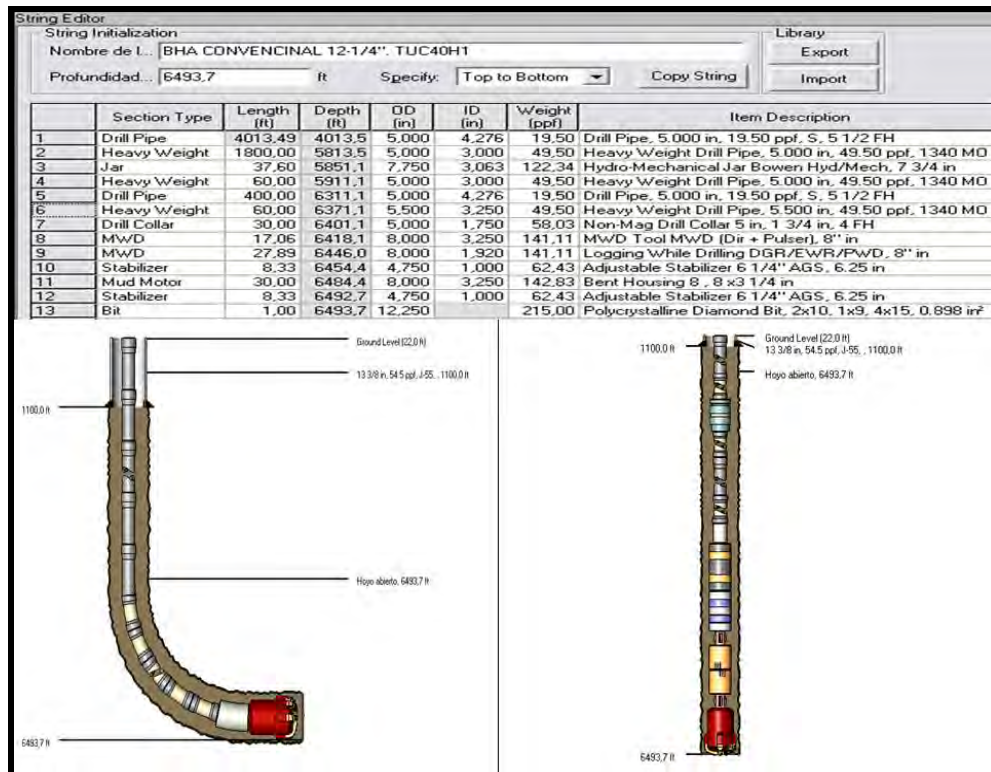 String Editor
String Initialization
Library
Nombre de l... BHA CONVENCINAL 12-1/4". TUC40H1
Export
Profundidad... 6493,7 ft Specify: Top to Bottom Copy String
Import
Section Type Length (ft) Depth (ft) OD (in) ID (in) Weight (ppf) Item Description
1 Drill Pipe 4013,49 4013,5 5,000 4,276 19,50 Drill Pipe, 5.000 in, 19.50 ppf, S, 5 1/2 FH
2 Heavy Weight 1800,00 5813,5 5,000 3,000 49,50 Heavy Weight Drill Pipe, 5.000 in, 49.50 ppf, 1340 MO
3 Jar 37,60 5851,1 7,750 3,063 122,34 Hydro-Mechanical Jar Bowen Hyd/Mech, 7 3/4 in
4 Heavy Weight 60,00 5911,1 5,000 3,000 49,50 Heavy Weight Drill Pipe, 5.000 in, 49.50 ppf, 1340 MO
5 Drill Pipe 400,00 6311,1 5,000 4,276 19,50 Drill Pipe, 5.000 in, 19.50 ppf, S, 5 1/2 FH
6 Heavy Weight 60,00 6371,1 5,500 3,250 49,50 Heavy Weight Drill Pipe, 5.500 in, 49.50 ppf, 1340 MO
7 Drill Collar 30,00 6401,1 5,000 1,750 58,03 Non-Mag Drill Collar 5 in, 1 3/4 in, 4 FH
8 MWD 17,06 6418,1 8,000 3,250 141,11 MWD Tool MWD (Dir + Pulser), 8" in
9 MWD 27,89 6446,0 8,000 1,920 141,11 Logging While Drilling DGR/EWR/PWD, 8" in
10 Stabilizer 8,33 6454,4 4,750 1,000 62,43 Adjustable Stabilizer 6 1/4" AGS, 6.25 in
11 Mud Motor 30,00 6484,4 8,000 3,250 142,83 Bent Housing 8 , 8 x3 1/4 in
12 Stabilizer 8,33 6492,7 4,750 1,000 62,43 Adjustable Stabilizer 6 1/4" AGS, 6.25 in
13 Bit 1,00 6493,7 12,250 215,00 Polycrystalline Diamond Bit, 2x10, 1x9, 4x15, 0.898 in²
Ground Level (22,0 ft)
13 3/8 in, 54.5 ppf, J-55, , 1100,0 ft
1100,0 ft
Hoyo abierto, 6493,7 ft
6493,7 ft
Ground Level (22,0 ft)
1100,0 ft
13 3/8 in, 54.5 ppf, J-55, , 1100,0 ft
Hoyo abierto, 6493,7 ft
6493,7 ft